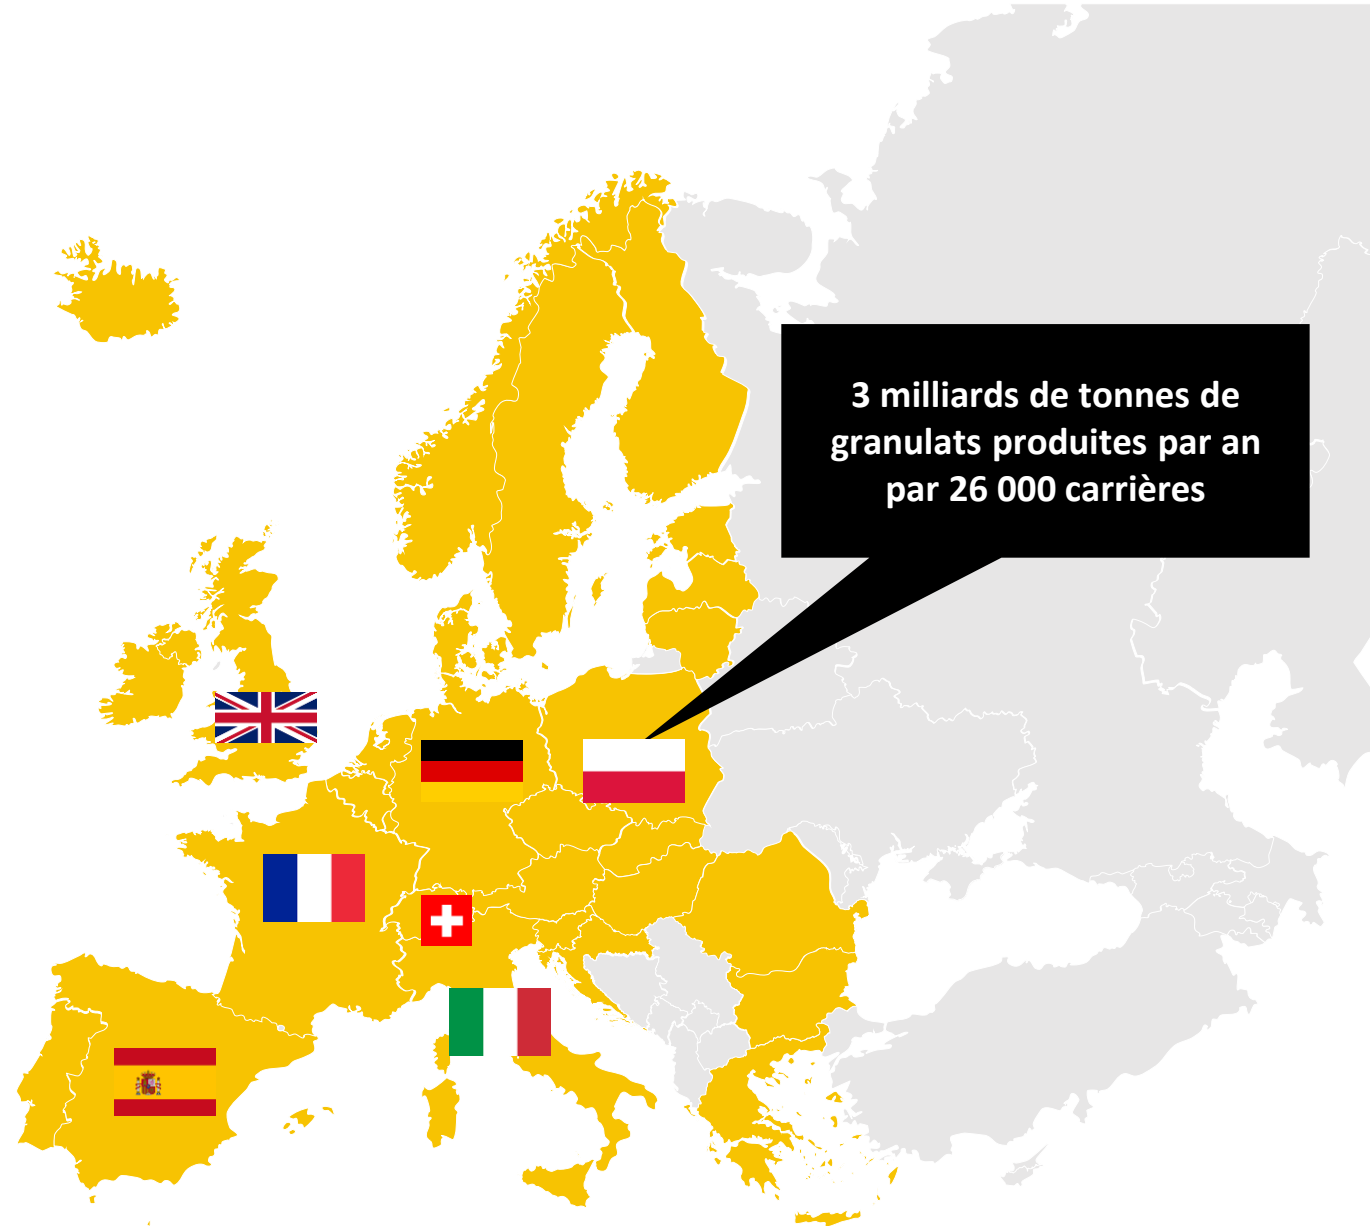 3 milliards de tonnes de
granulats produites par an
par 26 000 carrières